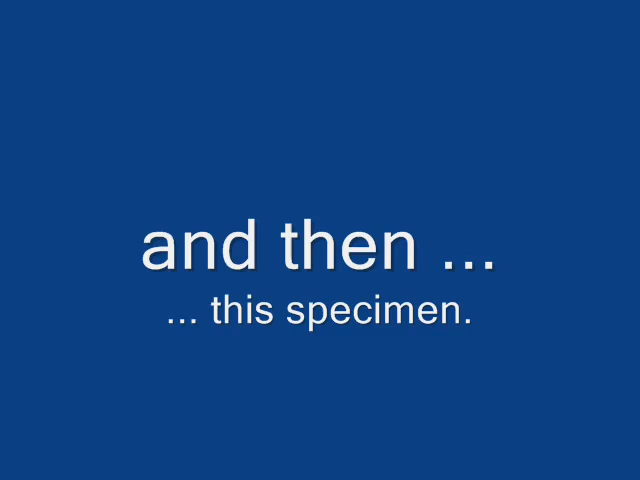 and then ...
... this specimen.